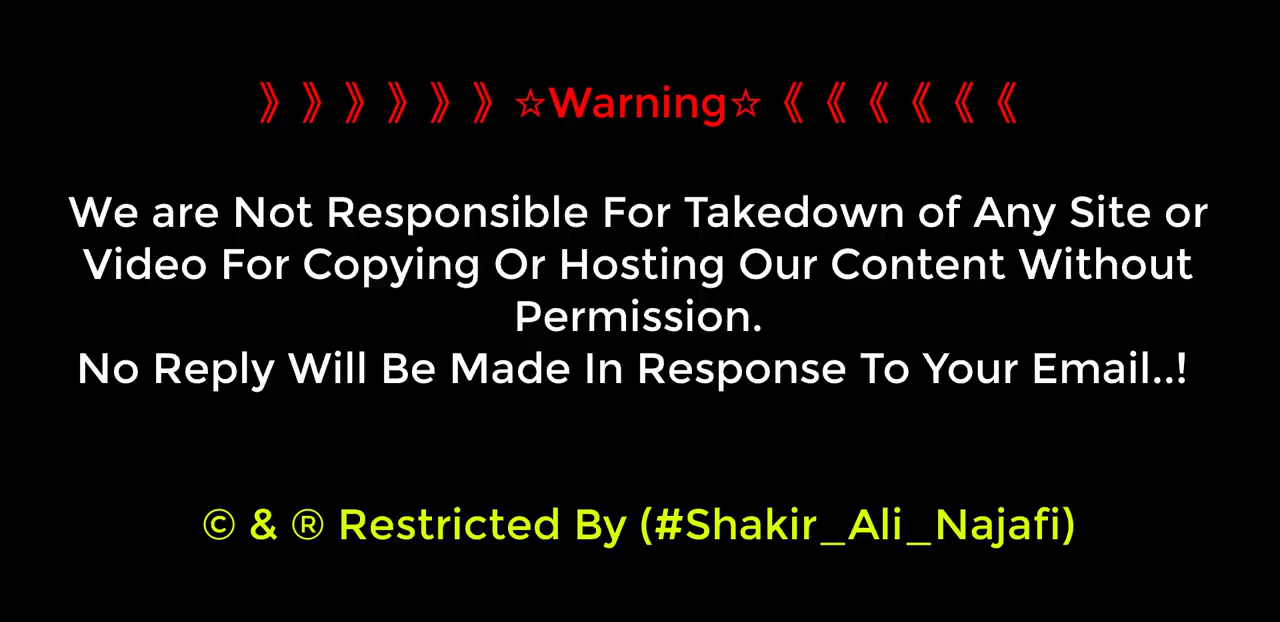 》》》》》》☆Warning☆《《《《《《
We are Not Responsible For Takedown of Any Site or
Video For Copying Or Hosting Our Content Without
Permission.
No Reply Will Be Made In Response To Your Email..!
© & ® Restricted By (#Shakir_Ali_Najafi)